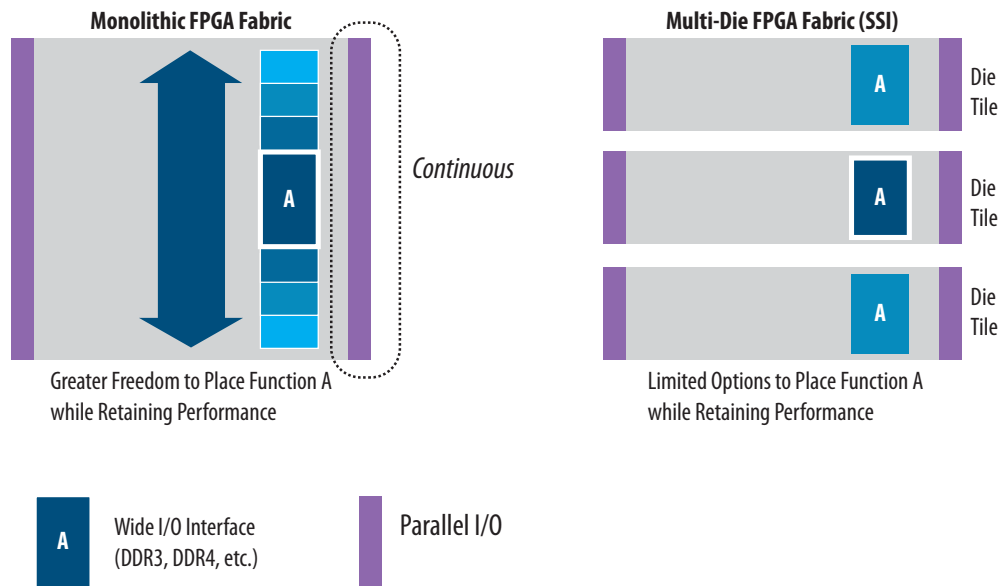 Monolithic FPGA Fabric
A
Continuous
Greater Freedom to Place Function A
while Retaining Performance
Multi-Die FPGA Fabric (SSI)
A
Die
Tile
A
Die
Tile
A
Die
Tile
Limited Options to Place Function A
while Retaining Performance
A
Wide I/O Interface
(DDR3, DDR4, etc.)
Parallel I/O